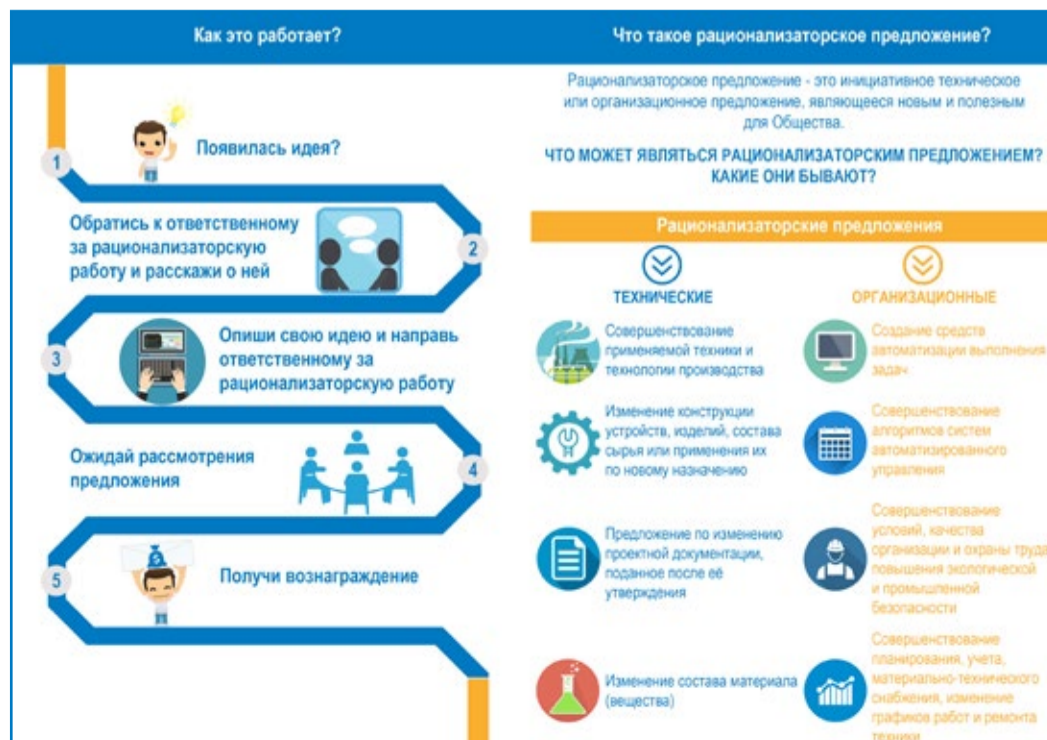 Как это работает?
1
Появилась идея?
Обратись к ответственному
за рационализаторскую
работу и расскажи о ней
2
3
Опиши свою идею и направь
ответственному за
рационализаторскую работу
Ожидай рассмотрения
предложения
4
5
Получи вознаграждение
Что такое рационализаторское предложение?
Рационализаторское предложение - это инициативное техническое
или организационное предложение, являющееся новым и полезным
для Общества.
ЧТО МОЖЕТ ЯВЛЯТЬСЯ РАЦИОНАЛИЗАТОРСКИМ ПРЕДЛОЖЕНИЕМ?
КАКИЕ ОНИ БЫВАЮТ?
Рационализаторские предложения
ТЕХНИЧЕСКИЕ
Совершенствование
применяемой техники и
технологии производства
Изменение конструкции
устройств, изделий, состава
сырья или применения их
по новому назначению
Предложение по изменению
проектной документации,
поданное после её
утверждения
Изменение состава материала
(вещества)
ОРГАНИЗАЦИОННЫЕ
Создание средств
автоматизации выполнения
задач
Совершенствование
алгоритмов систем
автоматизированного
управления
Совершенствование
условий, качества
организации и охраны труда
повышения экологической
и промышленной
безопасности
Совершенствование
планирования, учета,
материально-технического
снабжения, изменение
графиков работ и ремонта
техники